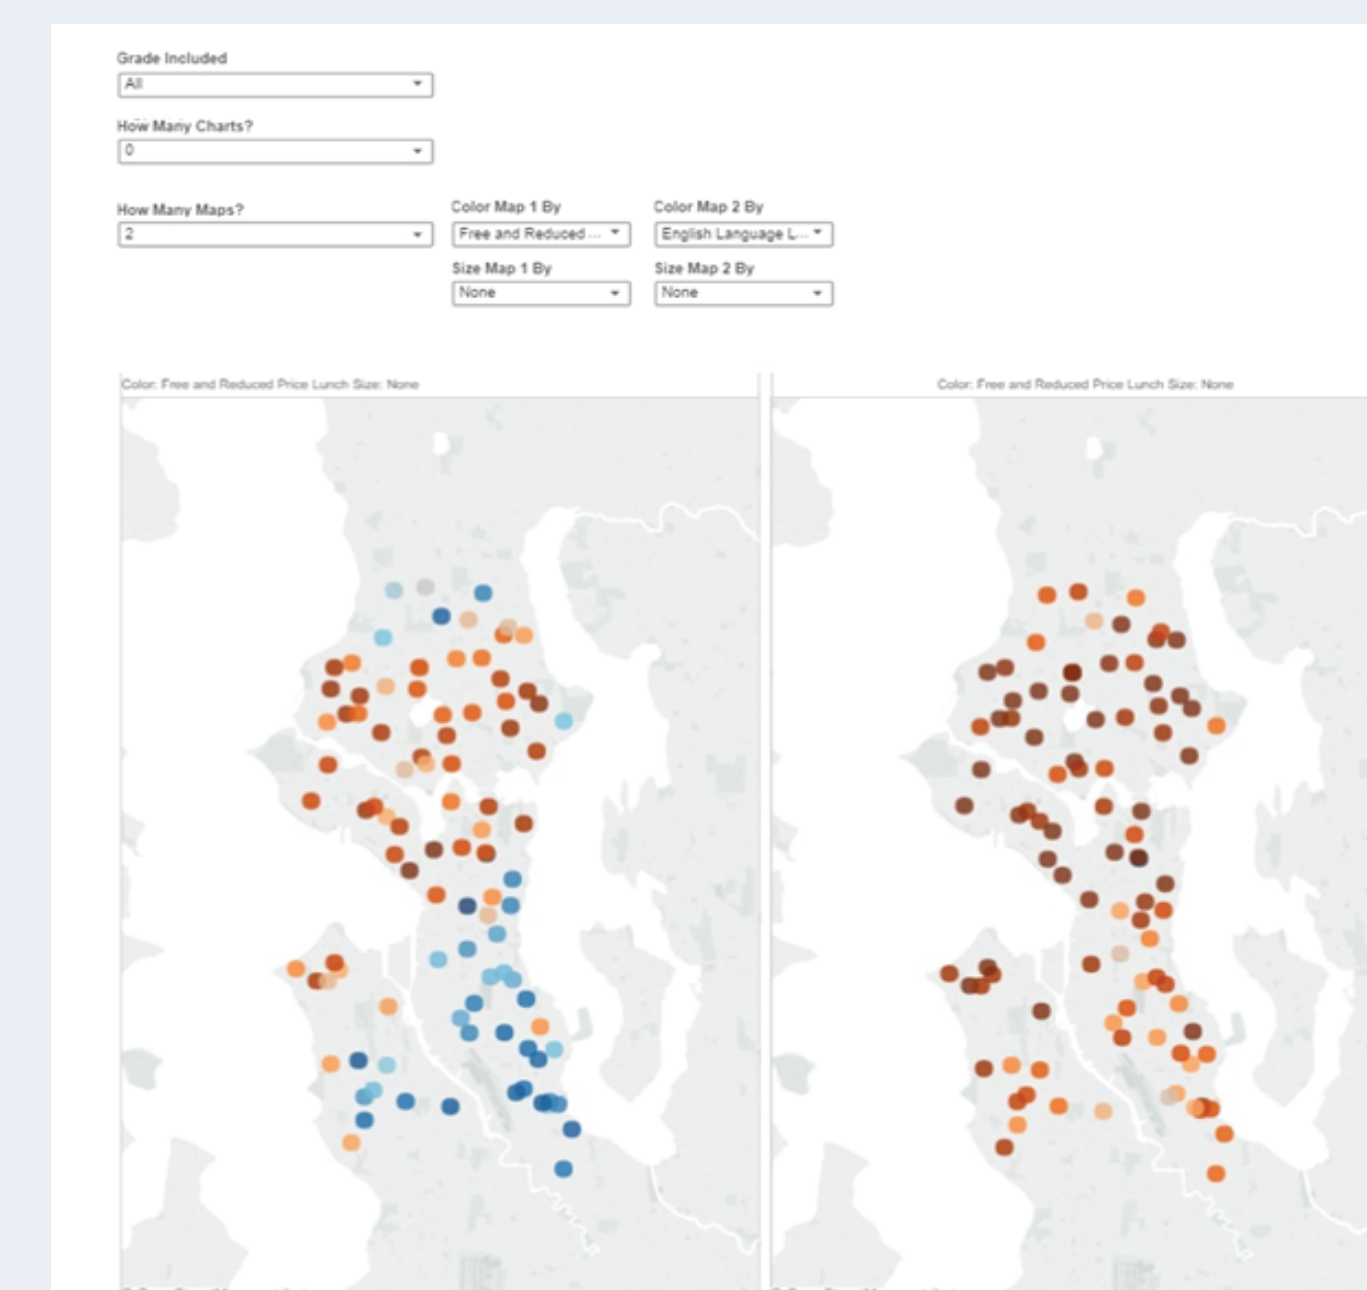 Grade Included
All
How Many Charts?
0
How Many Maps?
2
Color Map 1 By
Free and Reduced ...
Color Map 2 By
English Language L...
Size Map 1 By
None
Size Map 2 By
None
Color: Free and Reduced Price Lunch Size: None
Color: Free and Reduced Price Lunch Size: None